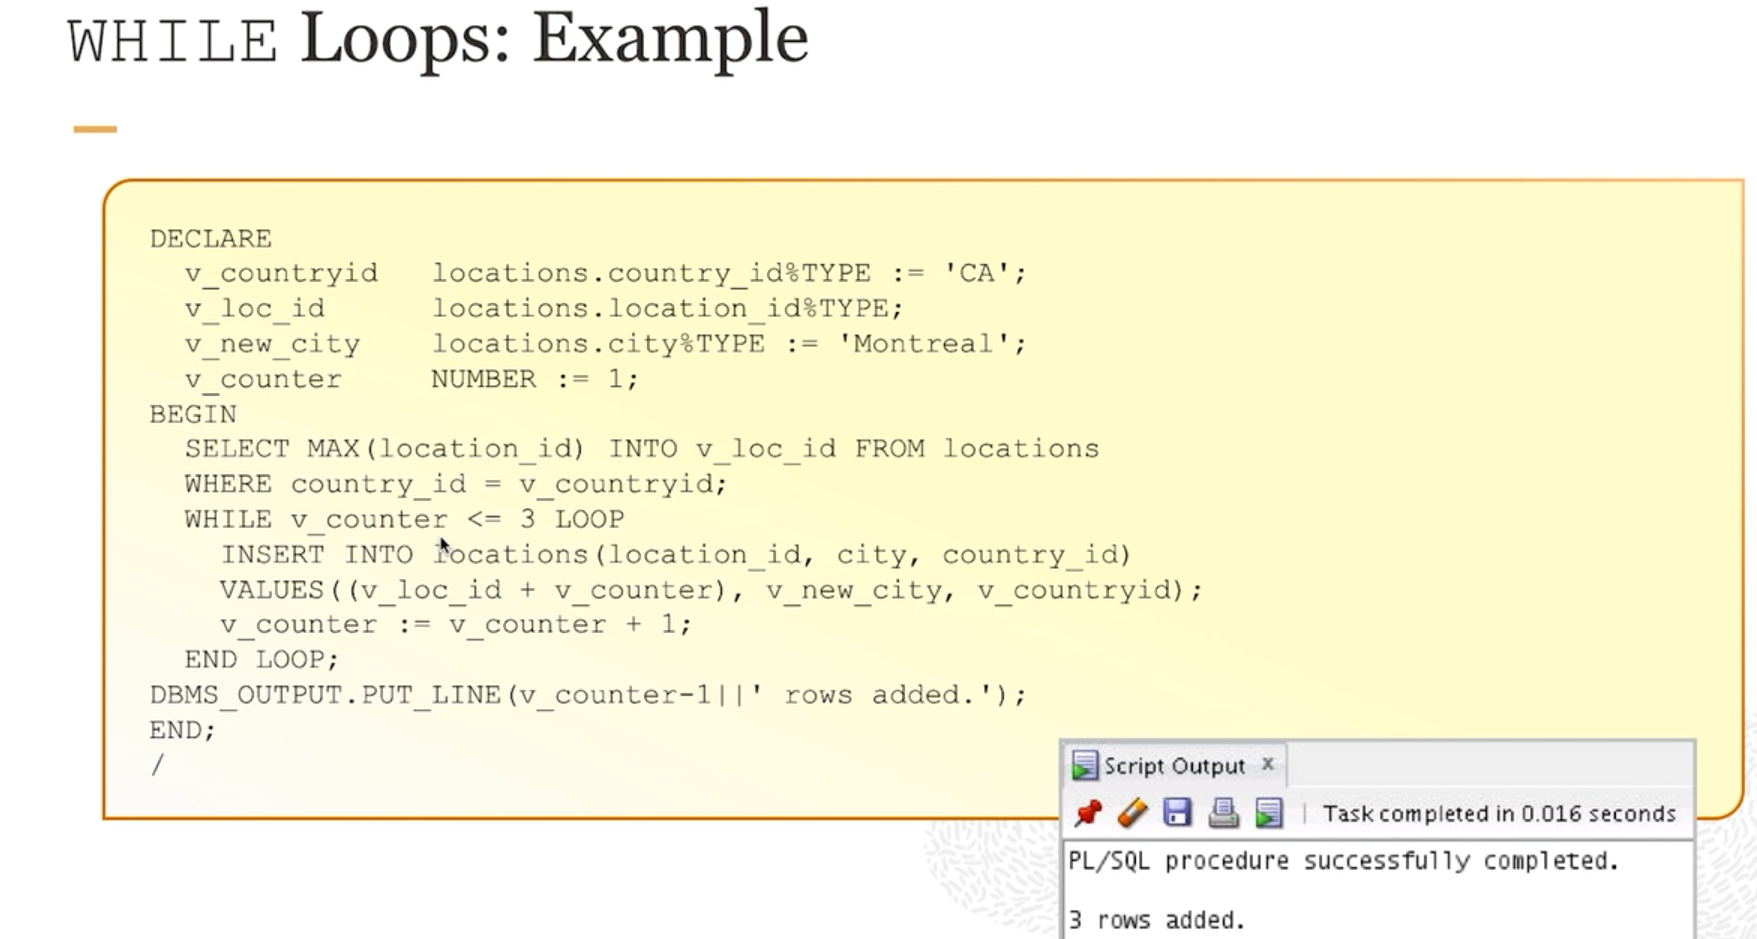 WHILE Loops: Example
DECLARE
v_countryid locations.country_id%TYPE := 'CA';
v_loc_id locations.location_id%TYPE;
v_new_city locations.city%TYPE := 'Montreal';
v_counter NUMBER := 1;
BEGIN
SELECT MAX(location_id) INTO v_loc_id FROM locations
WHERE country_id = v_countryid;
WHILE v_counter <= 3 LOOP
INSERT INTO locations(location_id, city, country_id)
VALUES((v_loc_id + v_counter), v_new_city, v_countryid);
v_counter := v_counter + 1;
END LOOP;
DBMS_OUTPUT.PUT_LINE(v_counter-1||' rows added.');
END;
/
Script Output x
Task completed in 0.016 seconds
PL/SQL procedure successfully completed.
3 rows added.